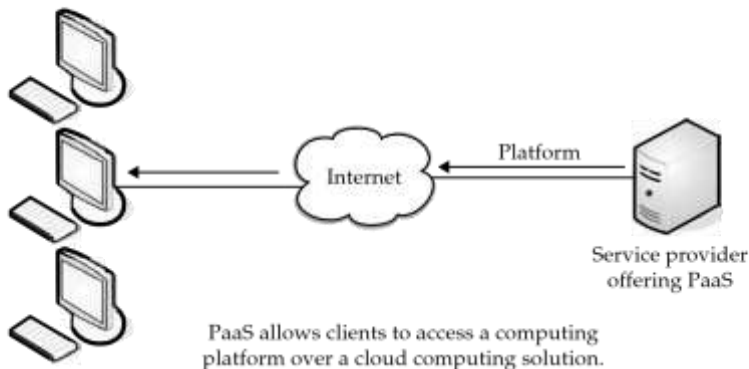 Platform
Internet
Service provider
offering PaaS
PaaS allows clients to access a computing
platform over a cloud computing solution.